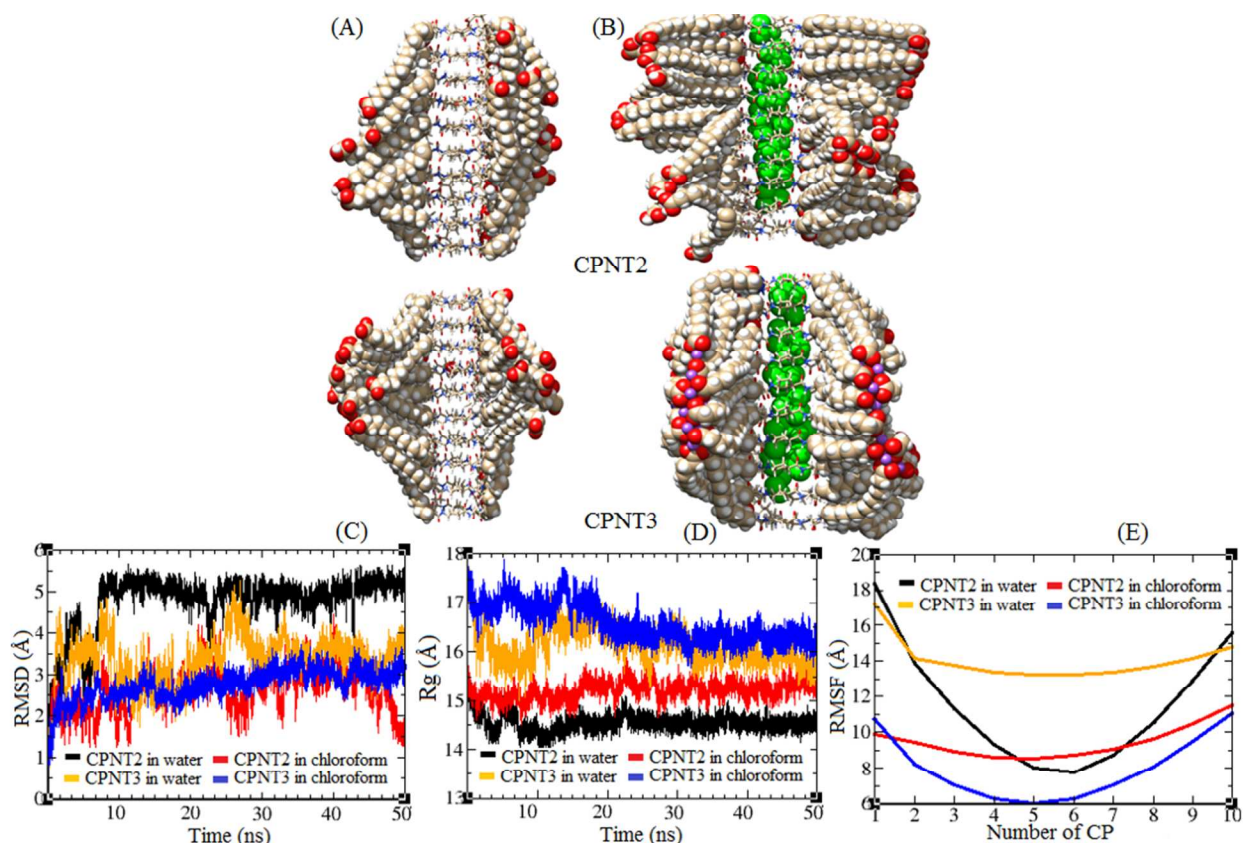 (A)
(B)
CPNT2
CPNT3
(C)
(D)
(E)
6
5
4
3
2
1
0
RMSD (Å)
CPNT2 in water
CPNT2 in chloroform
CPNT3 in water
CPNT3 in chloroform
10
20
30
40
50
Time (ns)
18
17
16
15
14
13
Rg (Å)
CPNT2 in water
CPNT2 in chloroform
CPNT3 in water
CPNT3 in chloroform
10
20
30
40
50
Time (ns)
20
18
16
14
12
10
8
6
RMSF (Å)
CPNT2 in water
CPNT2 in chloroform
CPNT3 in water
CPNT3 in chloroform
1
2
3
4
5
6
7
8
9
10
Number of CP